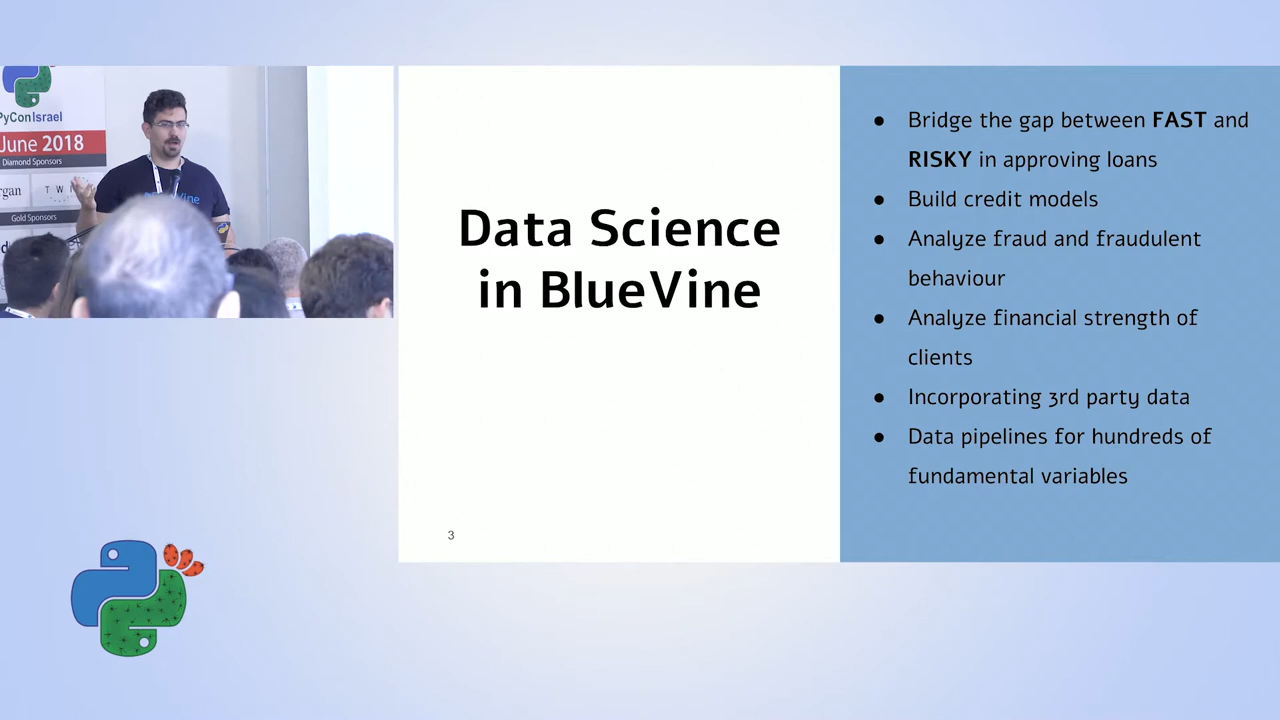 PyConIsrael
June 2018
Diamond Sponsors
Gold Sponsors
Data Science
in BlueVine
3
● Bridge the gap between FAST and
RISKY in approving loans
● Build credit models
● Analyze fraud and fraudulent
behaviour
● Analyze financial strength of
clients
● Incorporating 3rd party data
● Data pipelines for hundreds of
fundamental variables